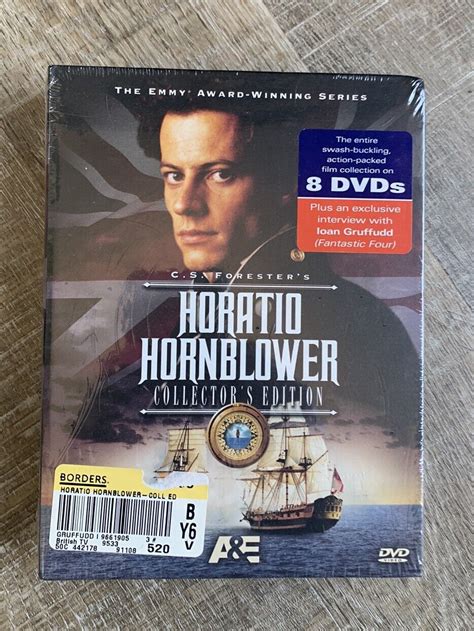 THE EMMY AWARD-WINNING SERIES
The entire
swash-buckling,
action-packed
film collection on
8 DVDs
Plus an exclusive
interview with
Ioan Gruffudd
(Fantastic Four)
C.S. FORESTER'S
HORATIO
HORNBLOWER
COLLECTOR'S EDITION
BORDERS.
HORATIO HORNBLOWER-COLL ED
B
Y6
V
GRUFFUDD I 9661905 3#
British TV 9533
50C 442178 91108 520
A&E
DVD
VIDEO